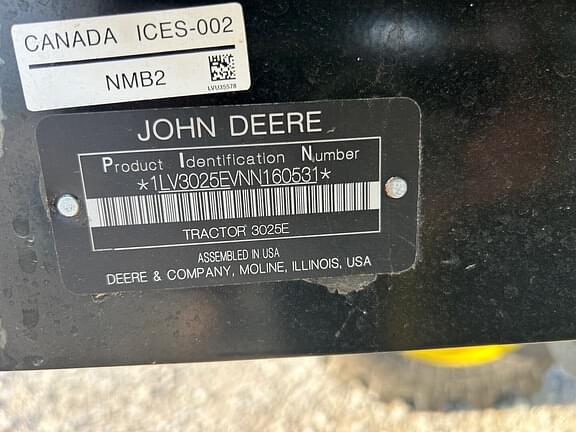 CANADA ICES-002
NMB2
LVU35578
JOHN DEERE
Product Identification Number
*1LV3025EVNN160531*
TRACTOR 3025E
ASSEMBLED IN USA
DEERE & COMPANY, MOLINE, ILLINOIS, USA